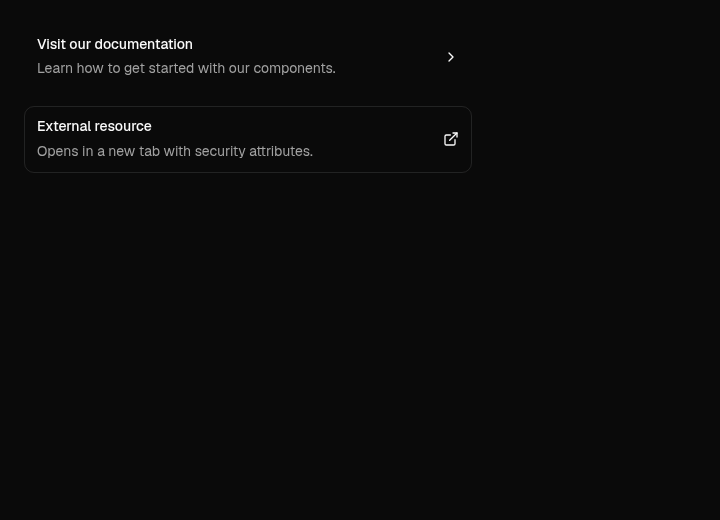 Visit our documentation
Learn how to get started with our components.
External resource
Opens in a new tab with security attributes.